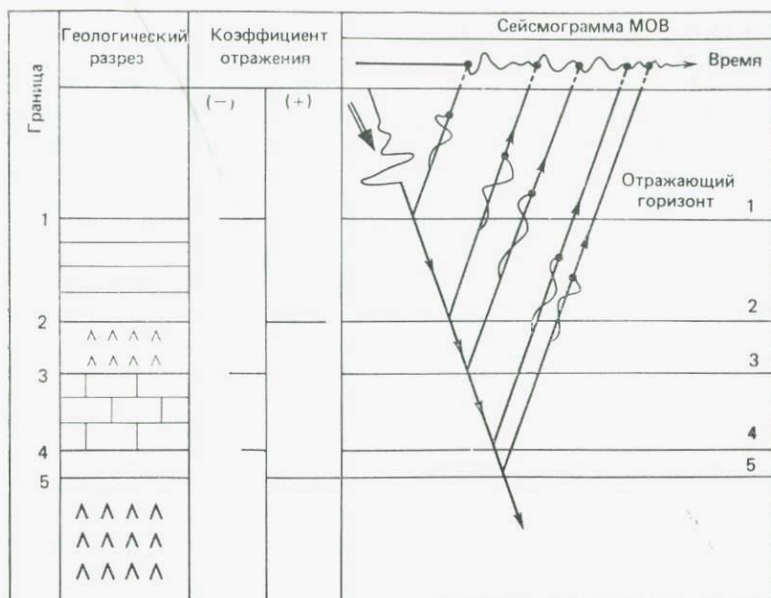 Граница
Геологический
разрез
Коэффициент
отражения
(−)
(+)
Сейсмограмма МОВ
Время
Отражающий
горизонт
1
1
2
2
3
3
4
4
5
5